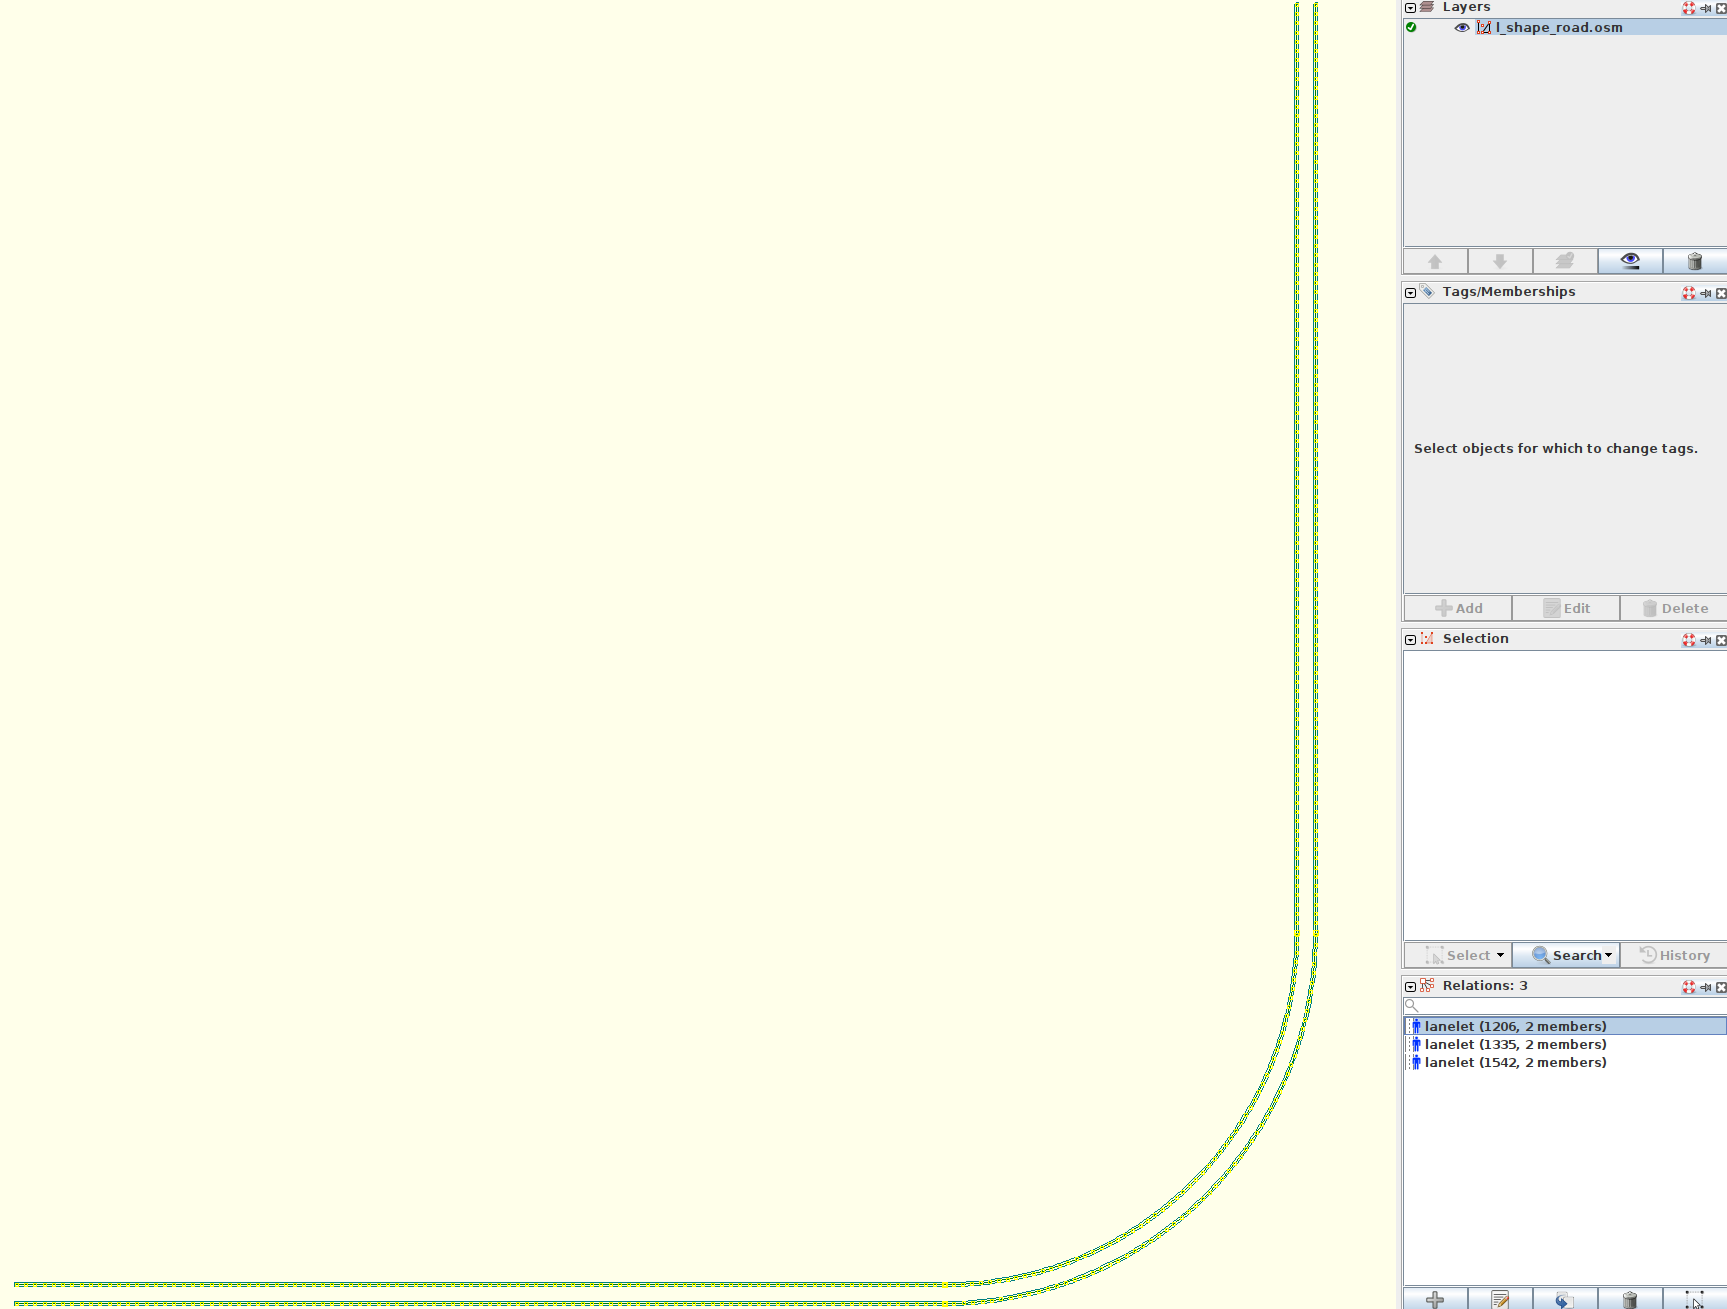 Layers
l_shape_road.osm
Tags/Memberships
Select objects for which to change tags.
Add Edit Delete
Selection
Select Search History
Relations: 3
lanelet (1206, 2 members)
lanelet (1335, 2 members)
lanelet (1542, 2 members)